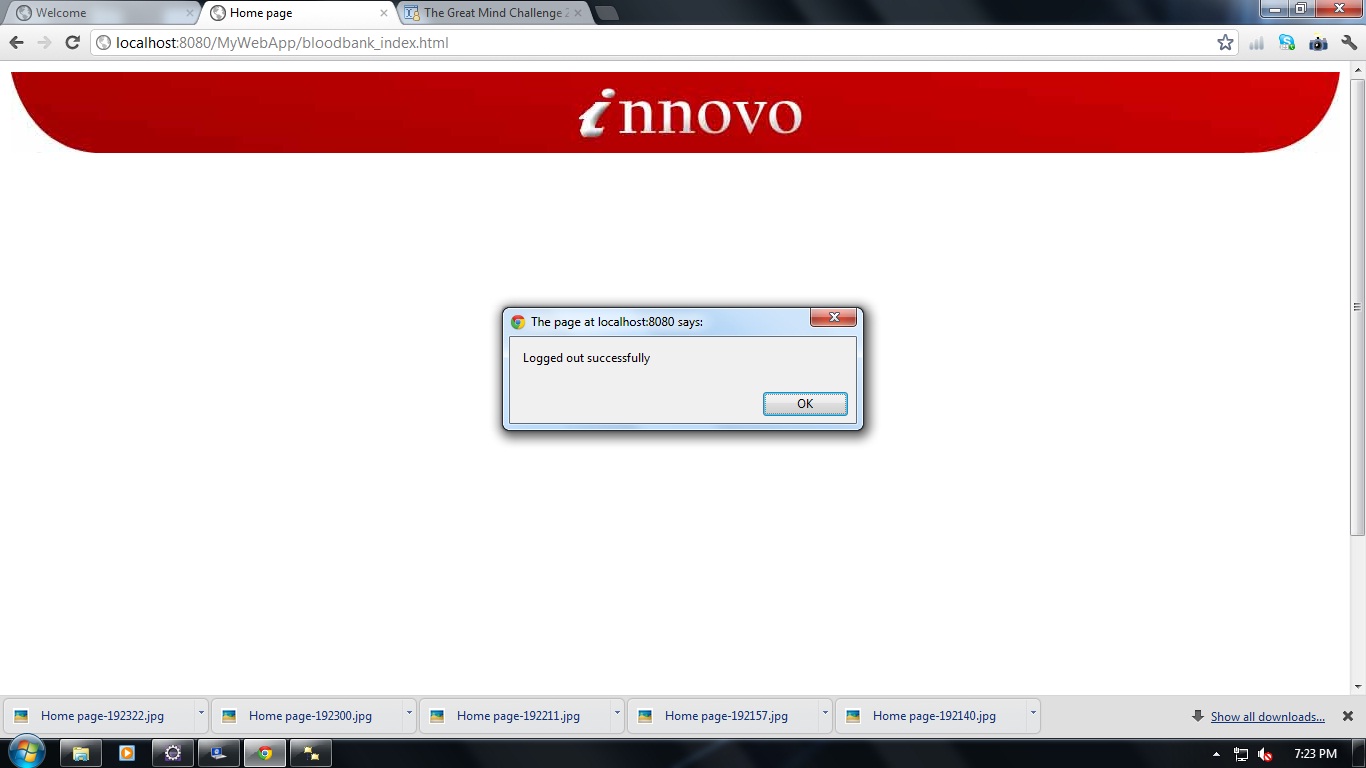 Welcome
Home page
The Great Mind Challenge
localhost:8080/MyWebApp/bloodbank_index.html
innovo
The page at localhost:8080 says:
Logged out successfully
OK
Home page-192322.jpg
Home page-192300.jpg
Home page-192211.jpg
Home page-192157.jpg
Home page-192140.jpg
Show all downloads...
7:23 PM